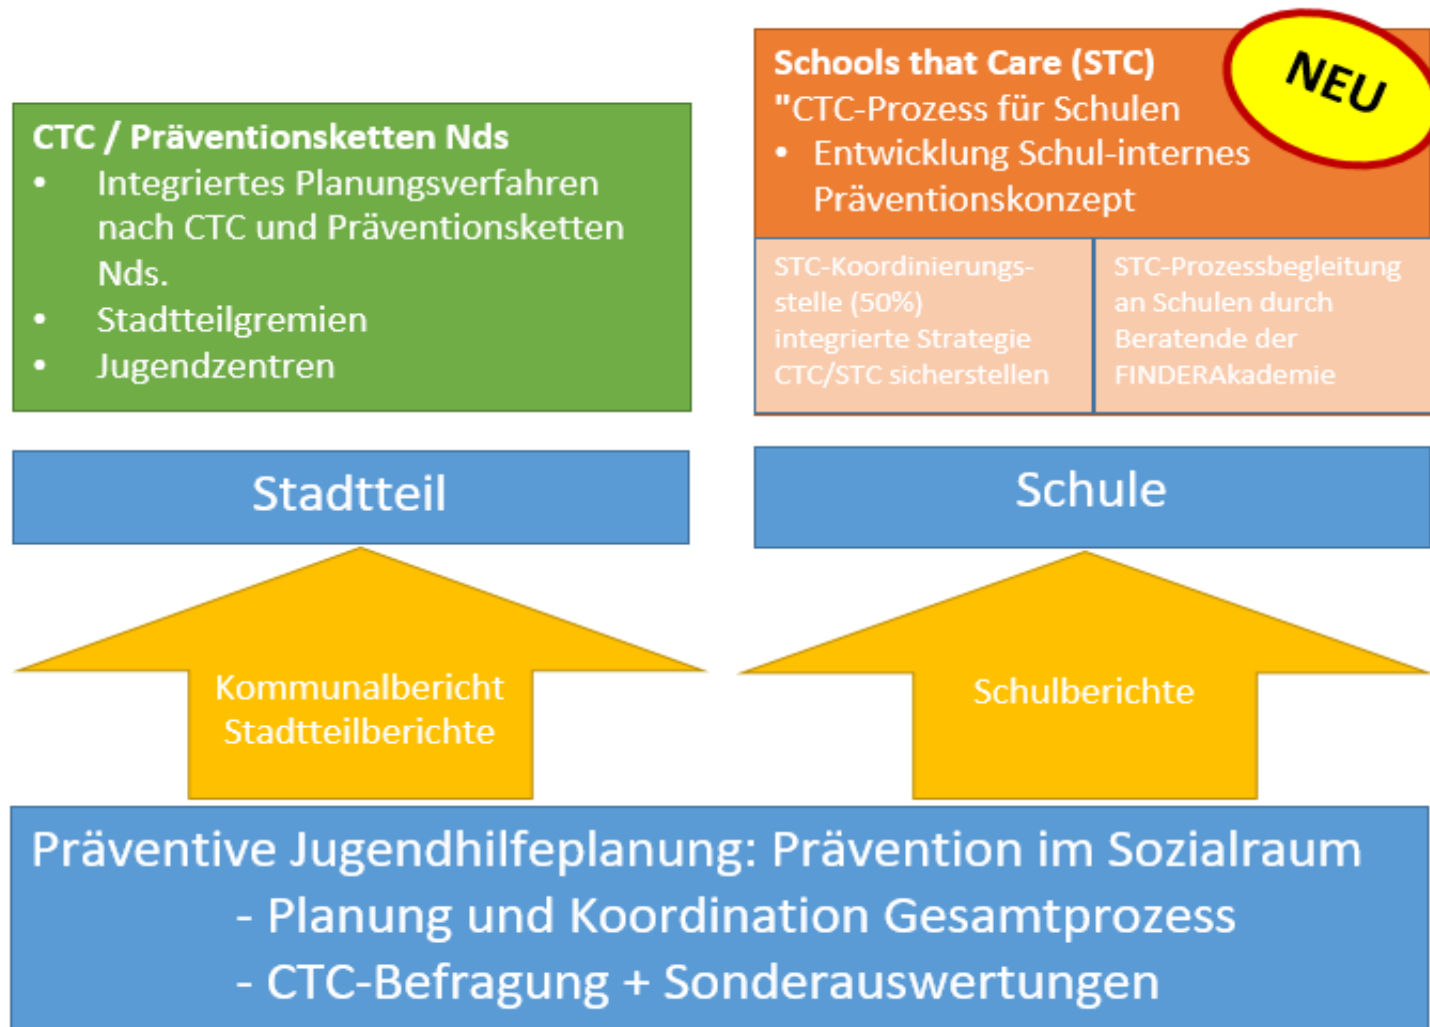 CTC / Präventionsketten Nds
• Integriertes Planungsverfahren
nach CTC und Präventionsketten
Nds.
• Stadtteilgremien
• Jugendzentren
Schools that Care (STC)
"CTC-Prozess für Schulen
• Entwicklung Schul-internes
Präventionskonzept
NEU
STC-Koordinierungs-
stelle (50%)
integrierte Strategie
CTC/STC sicherstellen
STC-Prozessbegleitung
an Schulen durch
Beratende der
FINDERAkademie
Stadtteil
Schule
Kommunalbericht
Stadtteilberichte
Schulberichte
Präventive Jugendhilfeplanung: Prävention im Sozialraum
- Planung und Koordination Gesamtprozess
- CTC-Befragung + Sonderauswertungen